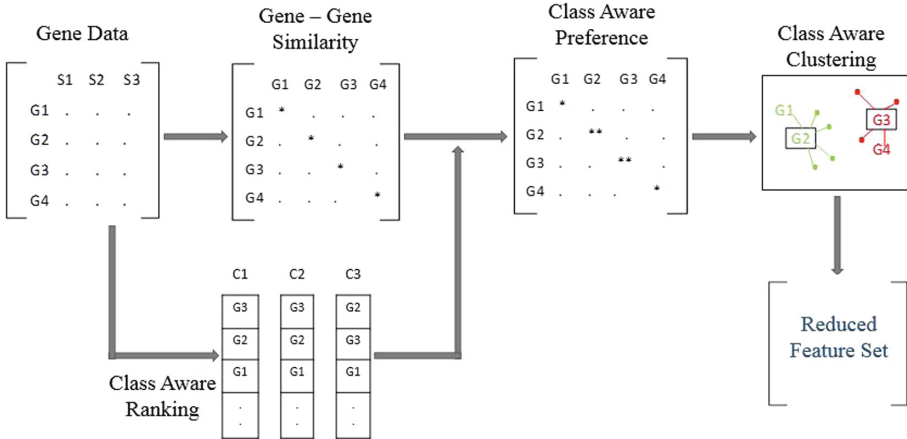 Gene Data
S1 S2 S3
G1 . . .
G2 . . .
G3 . . .
G4 . . .
Gene – Gene
Similarity
G1 G2 G3 G4
G1 * . . .
G2 . * . .
G3 . . * .
G4 . . . *
Class Aware
Preference
G1 G2 G3 G4
G1 * . . .
G2 . ** . .
G3 . . ** .
G4 . . . *
Class Aware
Clustering
G1
G2
G3
G4
Class Aware
Ranking
C1 C2 C3
G3 G3 G2
G2 G2 G3
G1 G1 G1
. . .
. . .
Reduced
Feature Set